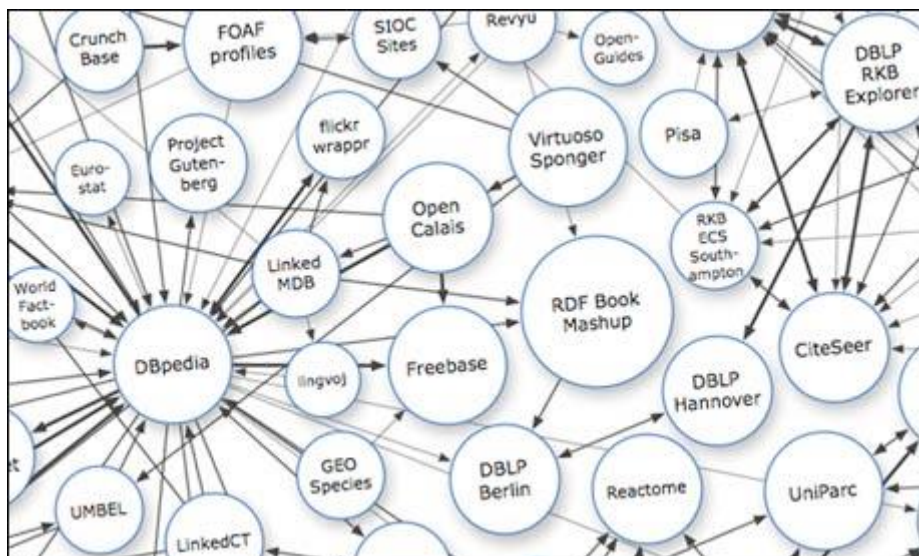 Crunch
Base
FOAF
profiles
SIOC
Sites
Revyu
Open-
Guides
DBLP
RKB
Explorer
Euro-
stat
Project
Guten-
berg
flickr
wrappr
Virtuoso
Sponger
Pisa
Open
Calais
RKB
ECS
South-
ampton
World
Fact-
book
Linked
MDB
RDF Book
Mashup
DBpedia
lingvoj
Freebase
DBLP
Hannover
CiteSeer
et
UMBEL
LinkedCT
GEO
Species
DBLP
Berlin
Reactome
UniParc